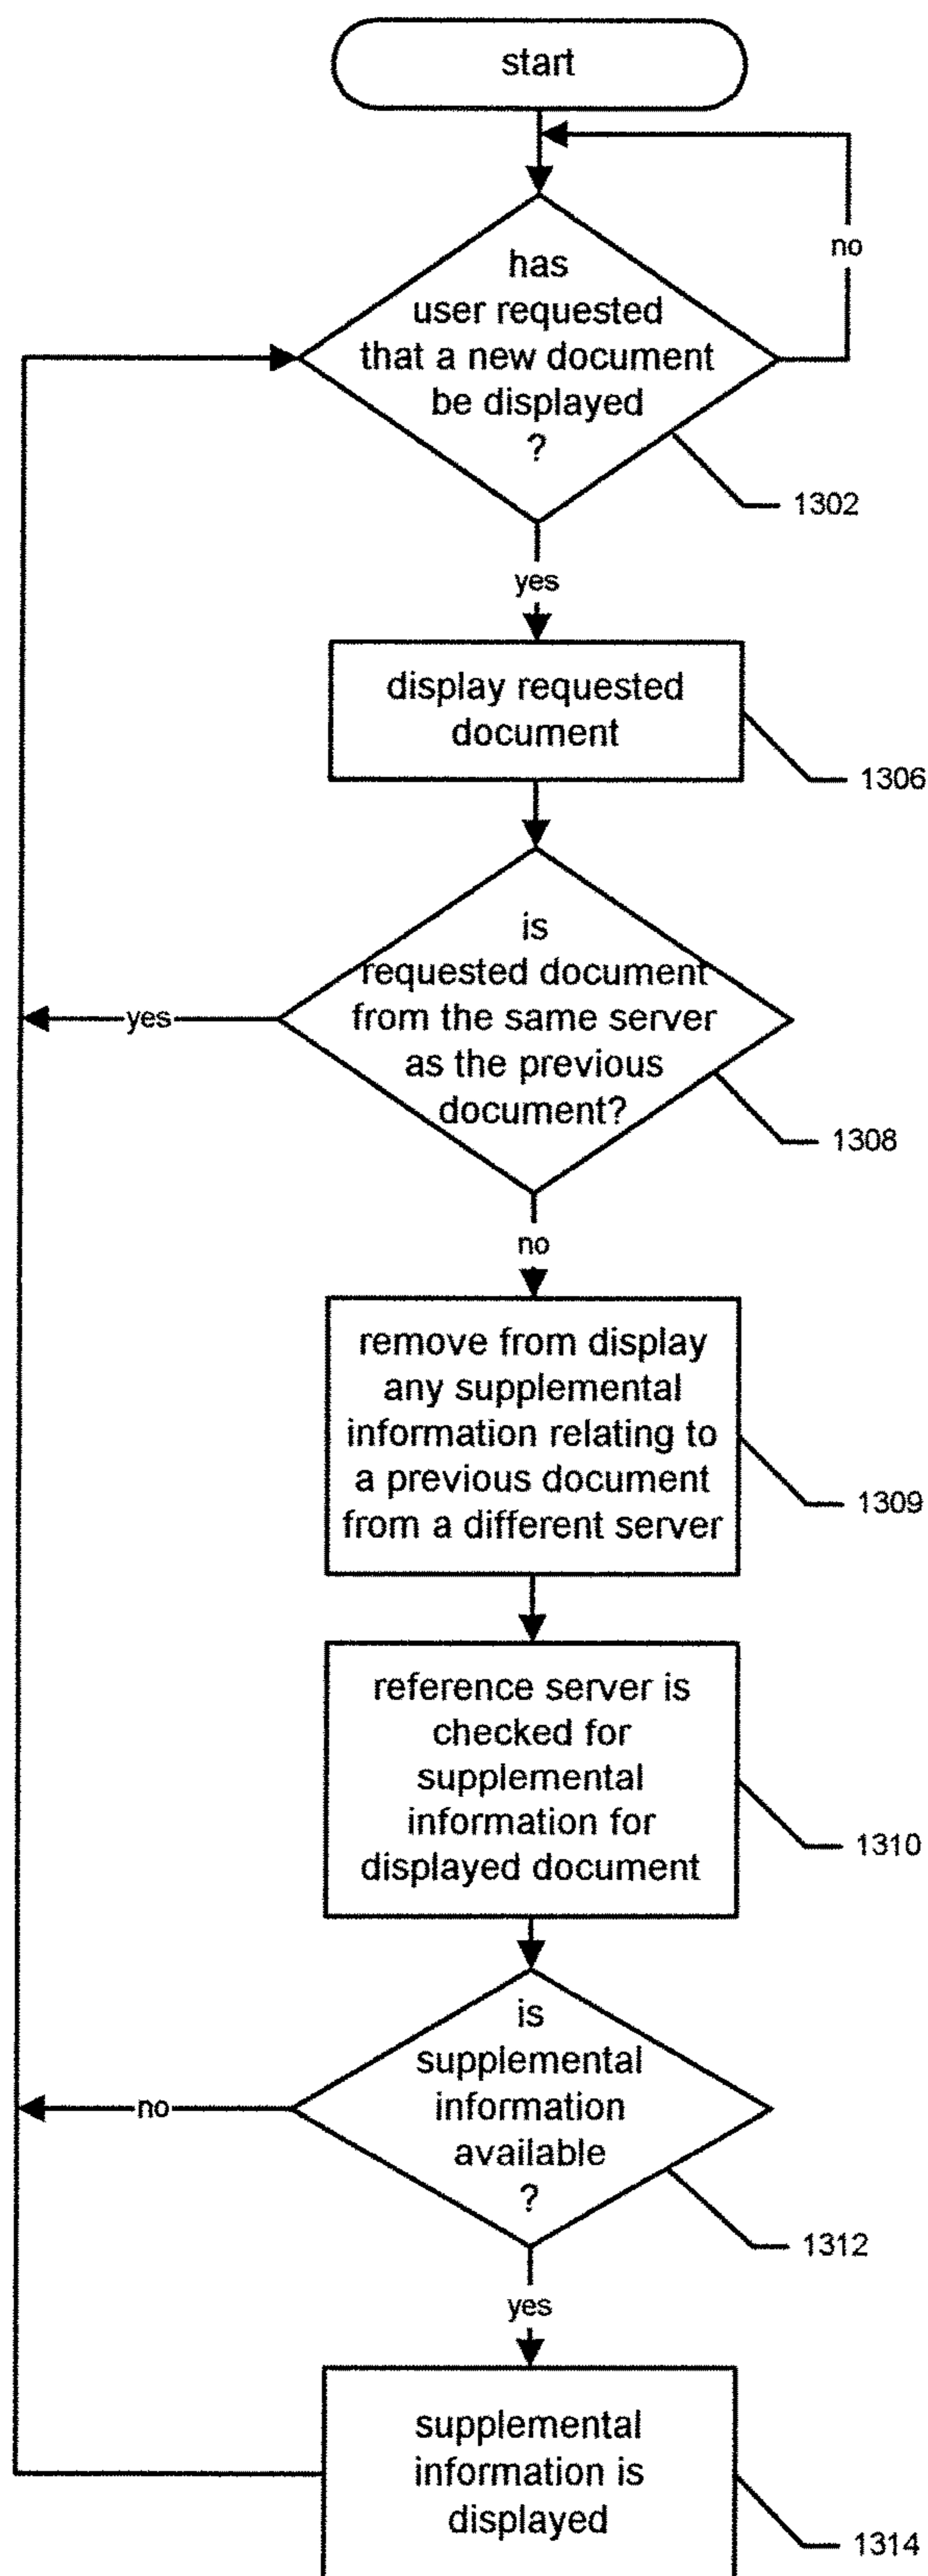 start
no
has
user requested
that a new document
be displayed
?
1302
yes
display requested
document
1306
is
requested document
from the same server
as the previous
document?
yes
1308
no
remove from display
any supplemental
information relating to
a previous document
from a different server
1309
reference server is
checked for
supplemental
information for
displayed document
1310
is
supplemental
information
available
?
no
1312
yes
supplemental
information is
displayed
1314